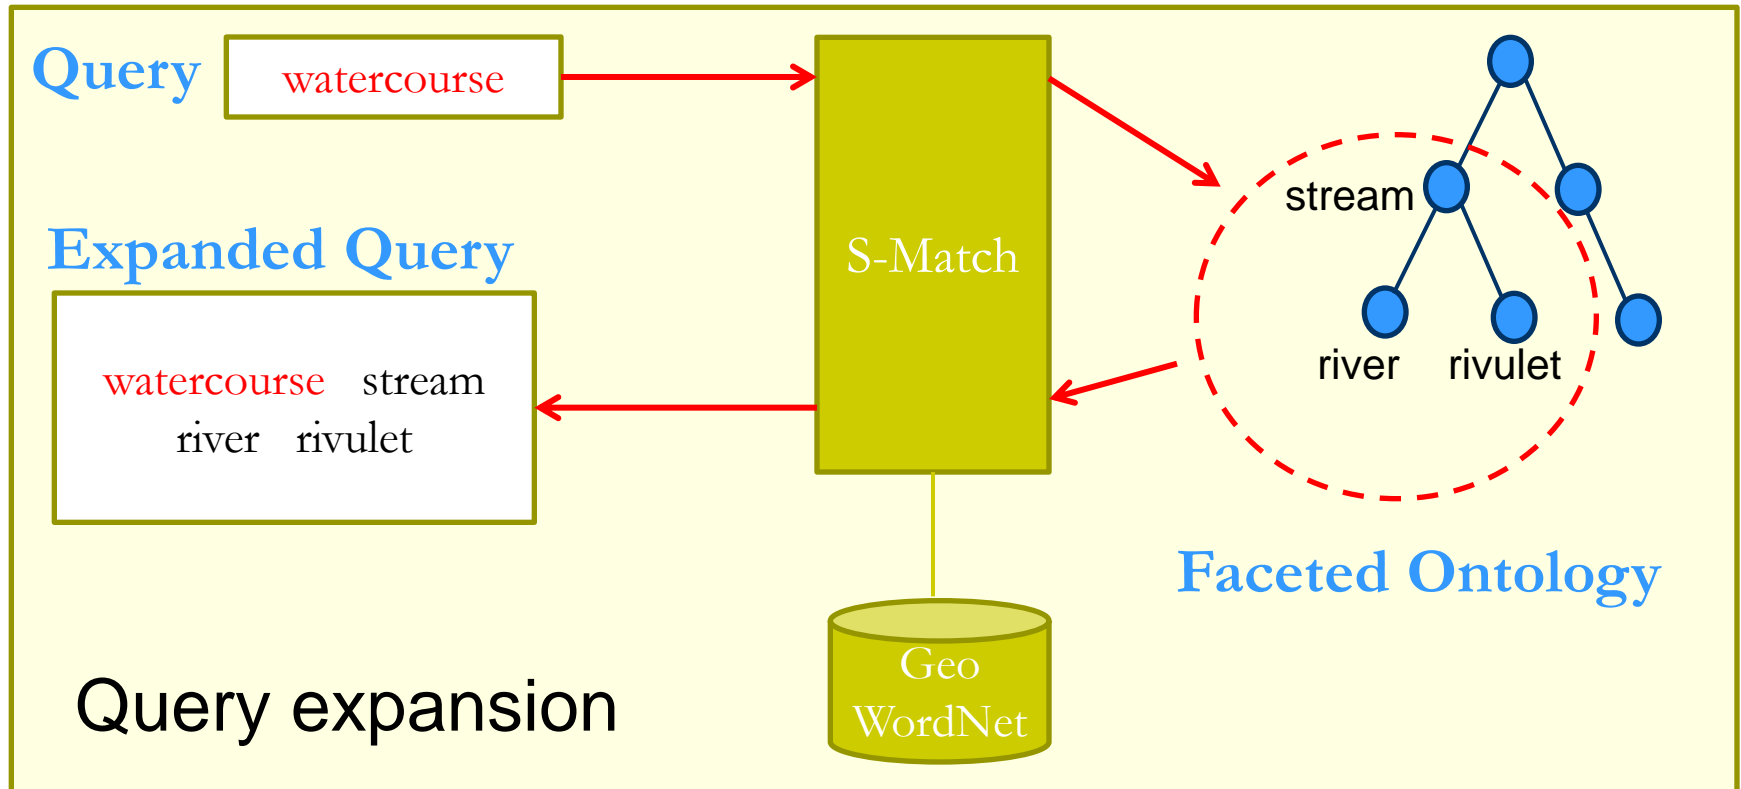 Query
watercourse
Expanded Query
watercourse stream
river rivulet
S-Match
Geo
WordNet
stream
river rivulet
Faceted Ontology
Query expansion